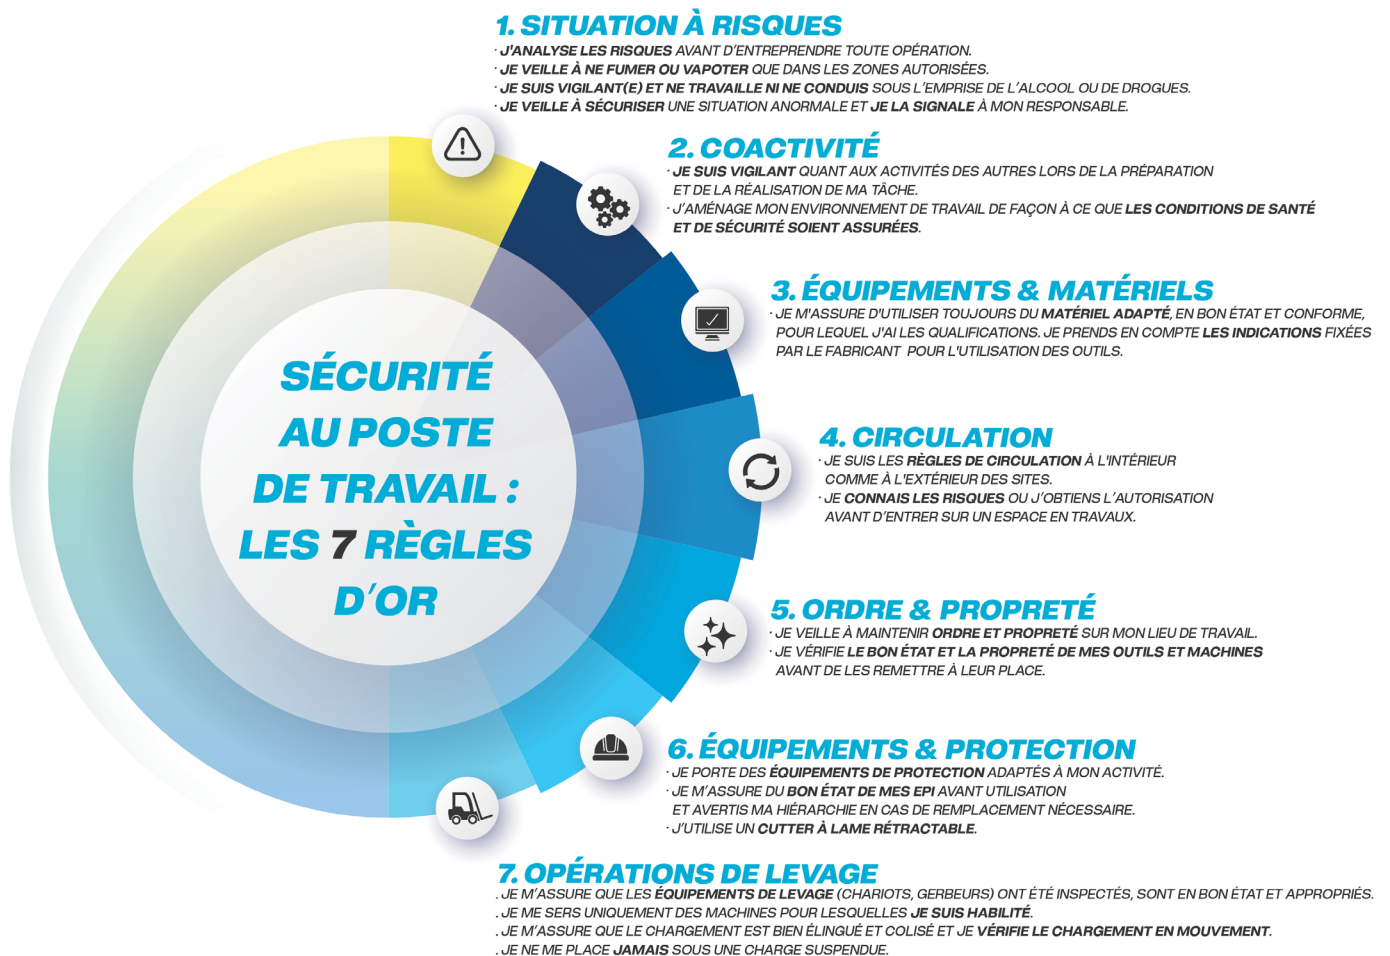 1. SITUATION À RISQUES
· J'ANALYSE LES RISQUES AVANT D'ENTREPRENDRE TOUTE OPÉRATION.
· JE VEILLE À NE FUMER OU VAPOTER QUE DANS LES ZONES AUTORISÉES.
· JE SUIS VIGILANT(E) ET NE TRAVAILLE NI NE CONDUIS SOUS L'EMPRISE DE L'ALCOOL OU DE DROGUES.
· JE VEILLE À SÉCURISER UNE SITUATION ANORMALE ET JE LA SIGNALE À MON RESPONSABLE.
2. COACTIVITÉ
· JE SUIS VIGILANT QUANT AUX ACTIVITÉS DES AUTRES LORS DE LA PRÉPARATION
ET DE LA RÉALISATION DE MA TÂCHE.
· J'AMÉNAGE MON ENVIRONNEMENT DE TRAVAIL DE FAÇON À CE QUE LES CONDITIONS DE SANTÉ
ET DE SÉCURITÉ SOIENT ASSURÉES.
3. ÉQUIPEMENTS & MATÉRIELS
· JE M'ASSURE D'UTILISER TOUJOURS DU MATÉRIEL ADAPTÉ, EN BON ÉTAT ET CONFORME,
POUR LEQUEL J'AI LES QUALIFICATIONS. JE PRENDS EN COMPTE LES INDICATIONS FIXÉES
PAR LE FABRICANT POUR L'UTILISATION DES OUTILS.
SÉCURITÉ
AU POSTE
DE TRAVAIL :
LES 7 RÈGLES
D'OR
4. CIRCULATION
· JE SUIS LES RÈGLES DE CIRCULATION À L'INTÉRIEUR
COMME À L'EXTÉRIEUR DES SITES.
· JE CONNAIS LES RISQUES OU J'OBTIENS L'AUTORISATION
AVANT D'ENTRER SUR UN ESPACE EN TRAVAUX.
5. ORDRE & PROPRETÉ
· JE VEILLE À MAINTENIR ORDRE ET PROPRETÉ SUR MON LIEU DE TRAVAIL.
· JE VÉRIFIE LE BON ÉTAT ET LA PROPRETÉ DE MES OUTILS ET MACHINES
AVANT DE LES REMETTRE À LEUR PLACE.
6. ÉQUIPEMENTS & PROTECTION
· JE PORTE DES ÉQUIPEMENTS DE PROTECTION ADAPTÉS À MON ACTIVITÉ.
· JE M'ASSURE DU BON ÉTAT DE MES EPI AVANT UTILISATION
ET AVERTIS MA HIÉRARCHIE EN CAS DE REMPLACEMENT NÉCESSAIRE.
· J'UTILISE UN CUTTER À LAME RÉTRACTABLE.
7. OPÉRATIONS DE LEVAGE
. JE M'ASSURE QUE LES ÉQUIPEMENTS DE LEVAGE (CHARIOTS, GERBEURS) ONT ÉTÉ INSPECTÉS, SONT EN BON ÉTAT ET APPROPRIÉS.
. JE ME SERS UNIQUEMENT DES MACHINES POUR LESQUELLES JE SUIS HABILITÉ.
. JE M'ASSURE QUE LE CHARGEMENT EST BIEN ÉLINGUÉ ET COLISÉ ET JE VÉRIFIE LE CHARGEMENT EN MOUVEMENT.
. JE NE ME PLACE JAMAIS SOUS UNE CHARGE SUSPENDUE.